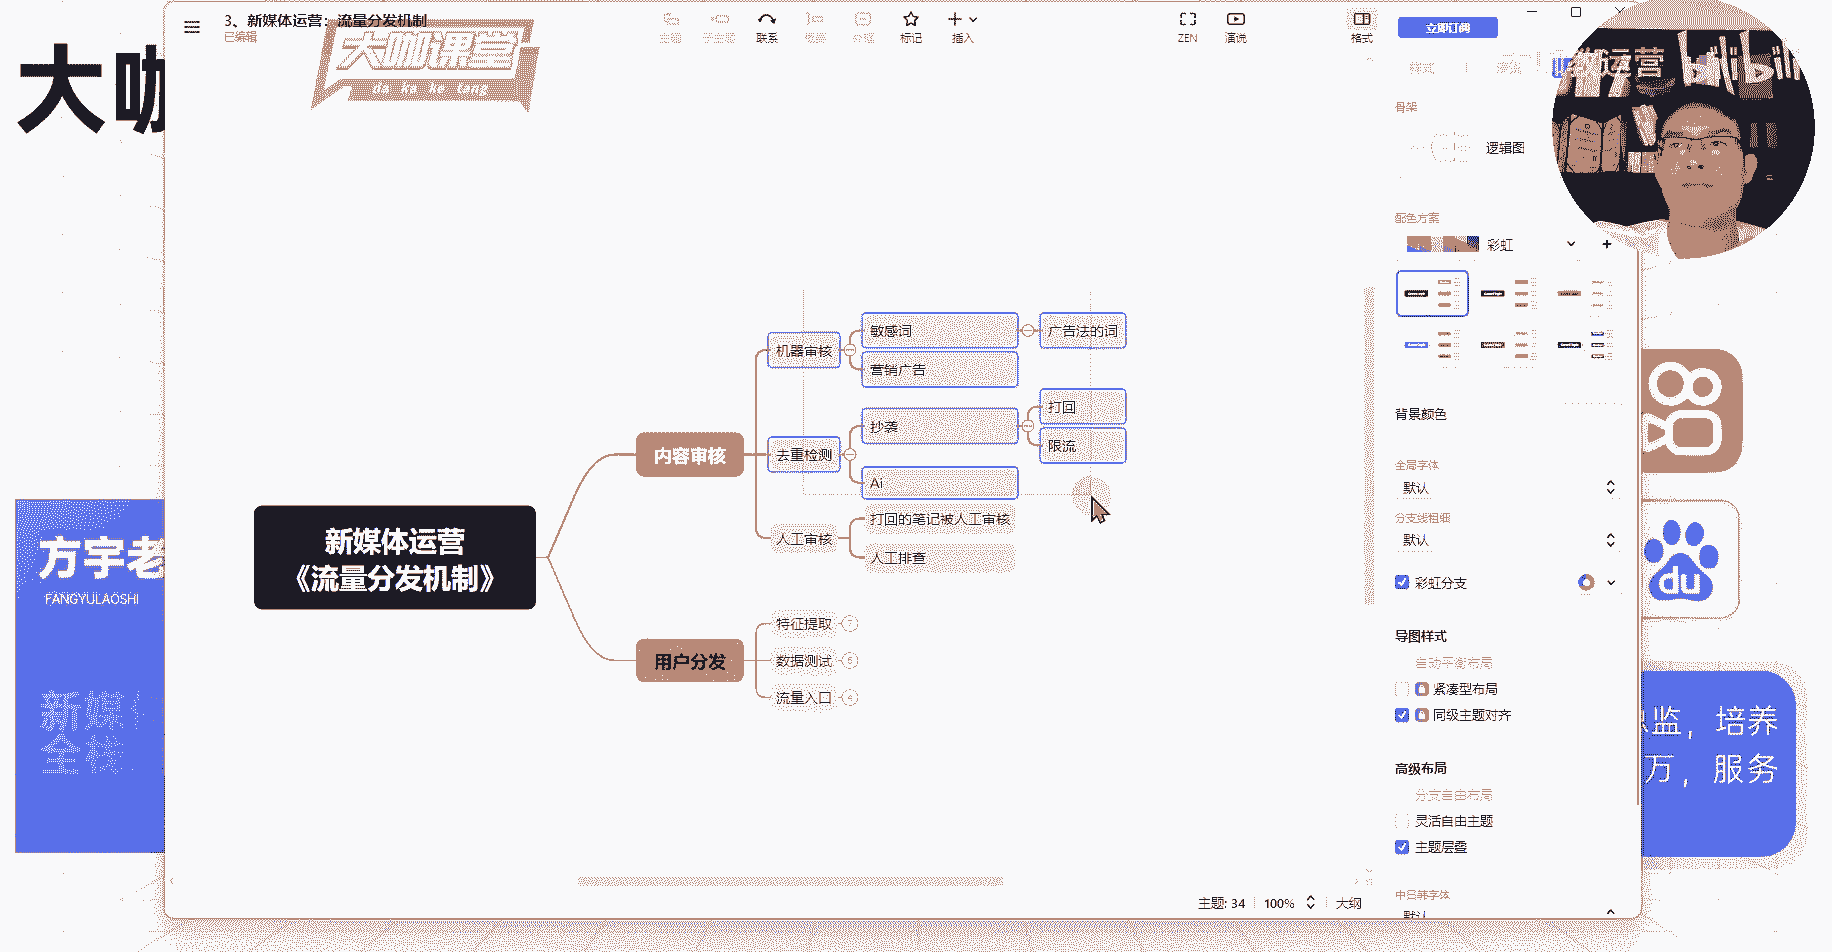 大咖
3、新媒体运营：流量分发机制
已编辑
大咖课堂
da ka ke tang
主题
子主题
联系
概要
外框
标记
插入
ZEN
演说
格式
立即订阅
样式
教运营 bilibili
骨架
逻辑图
配色方案
彩虹
背景颜色
全局字体
默认
分支线粗细
默认
彩虹分支
导图样式
自动平衡布局
紧凑型布局
同级主题对齐
高级布局
分支自由布局
灵活自由主题
主题层叠
中日韩字体
默认
新媒体运营
《流量分发机制》
内容审核
机器审核
敏感词
广告法的词
营销广告
去重检测
抄袭
打回
限流
Ai
人工审核
打回的笔记被人工审核
人工排查
用户分发
特征提取
数据测试
流量入口
方宇老
FANGYULAOSHI
新媒体
全栈
du
总监，培养
万，服务
主题: 34
100%
大纲